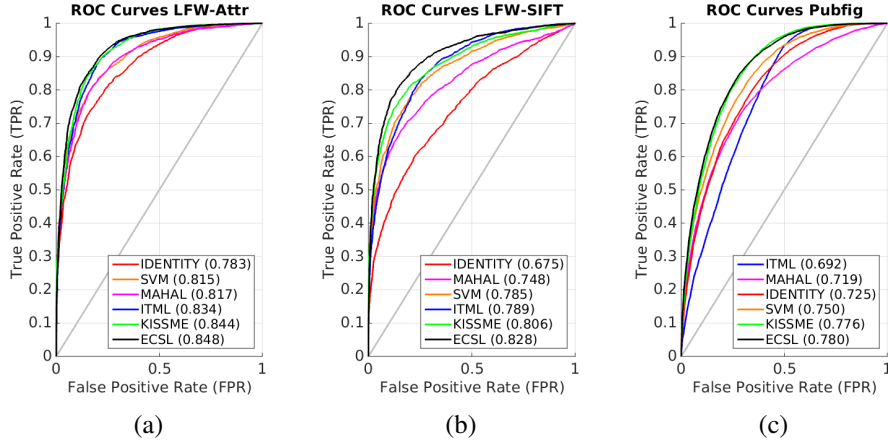 ROC Curves LFW-Attr
1
0.9
0.8
0.7
0.6
0.5
0.4
0.3
0.2
0.1
0
True Positive Rate (TPR)
IDENTITY (0.783)
SVM (0.815)
MAHAL (0.817)
ITML (0.834)
KISSME (0.844)
ECSL (0.848)
0 0.5 1
False Positive Rate (FPR)
(a)
ROC Curves LFW-SIFT
1
0.9
0.8
0.7
0.6
0.5
0.4
0.3
0.2
0.1
0
True Positive Rate (TPR)
IDENTITY (0.675)
MAHAL (0.748)
SVM (0.785)
ITML (0.789)
KISSME (0.806)
ECSL (0.828)
0 0.5 1
False Positive Rate (FPR)
(b)
ROC Curves Pubfig
1
0.9
0.8
0.7
0.6
0.5
0.4
0.3
0.2
0.1
0
True Positive Rate (TPR)
ITML (0.692)
MAHAL (0.719)
IDENTITY (0.725)
SVM (0.750)
KISSME (0.776)
ECSL (0.780)
0 0.5 1
False Positive Rate (FPR)
(c)